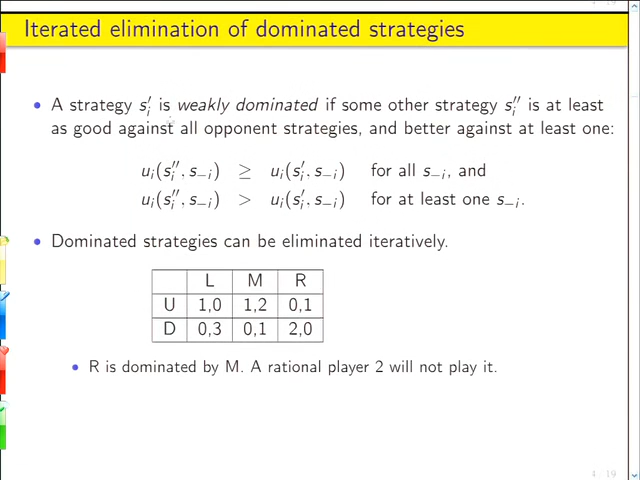 Iterated elimination of dominated strategies
• A strategy s′ᵢ is weakly dominated if some other strategy s″ᵢ is at least
as good against all opponent strategies, and better against at least one:
uᵢ(s″ᵢ, s₋ᵢ) ≥ uᵢ(s′ᵢ, s₋ᵢ) for all s₋ᵢ, and
uᵢ(s″ᵢ, s₋ᵢ) > uᵢ(s′ᵢ, s₋ᵢ) for at least one s₋ᵢ.
• Dominated strategies can be eliminated iteratively.
L M R
U 1,0 1,2 0,1
D 0,3 0,1 2,0
• R is dominated by M. A rational player 2 will not play it.
4 / 19